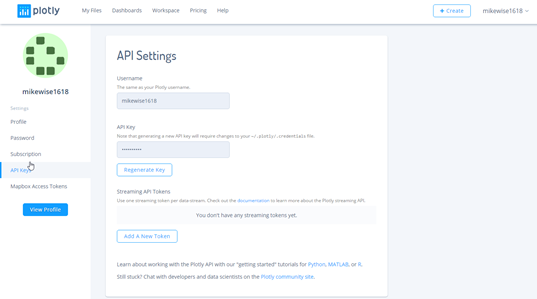 plotly
My Files Dashboards Workspace Pricing Help
+ Create
mikewise1618
mikewise1618
Settings
Profile
Password
Subscription
API Keys
Mapbox Access Tokens
View Profile
API Settings
Username
The same as your Plotly username.
mikewise1618
API Key
Note that generating a new API key will require changes to your ~/.plotly/.credentials file.
••••••••••
Regenerate Key
Streaming API Tokens
Use one streaming token per data-stream. Check out the documentation to learn more about the Plotly streaming API.
You don't have any streaming tokens yet.
Add A New Token
Learn about working with the Plotly API with our "getting started" tutorials for Python, MATLAB, or R.
Still stuck? Chat with developers and data scientists on the Plotly community site.